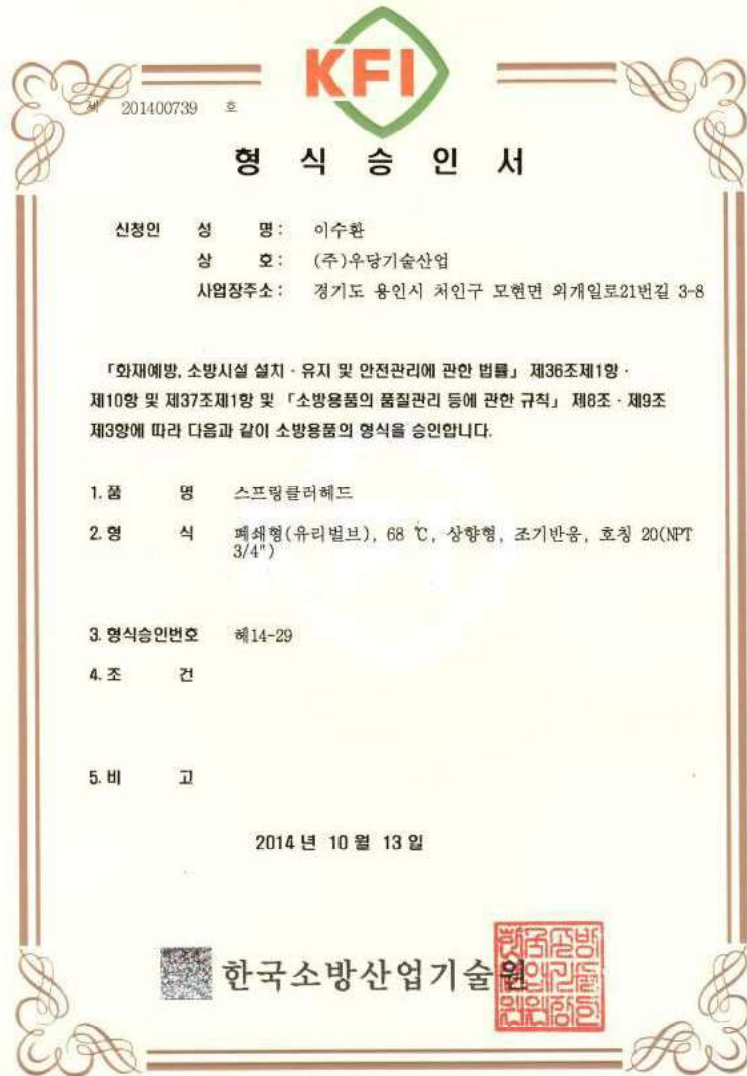 KFI
제 201400739 호
형 식 승 인 서
신청인 성 명 : 이수환
상 호 : (주)우당기술산업
사업장주소 : 경기도 용인시 처인구 모현면 외개일로21번길 3-8
「화재예방, 소방시설 설치ㆍ유지 및 안전관리에 관한 법률」 제36조제1항ㆍ
제10항 및 제37조제1항 및 「소방용품의 품질관리 등에 관한 규칙」 제8조ㆍ제9조
제3항에 따라 다음과 같이 소방용품의 형식을 승인합니다.
1. 품 명 스프링클러헤드
2. 형 식 폐쇄형(유리벌브), 68 ℃, 상향형, 조기반응, 호칭 20(NPT
3/4")
3. 형식승인번호 헤14-29
4. 조 건
5. 비 고
2014 년 10 월 13 일
한국소방산업기술원